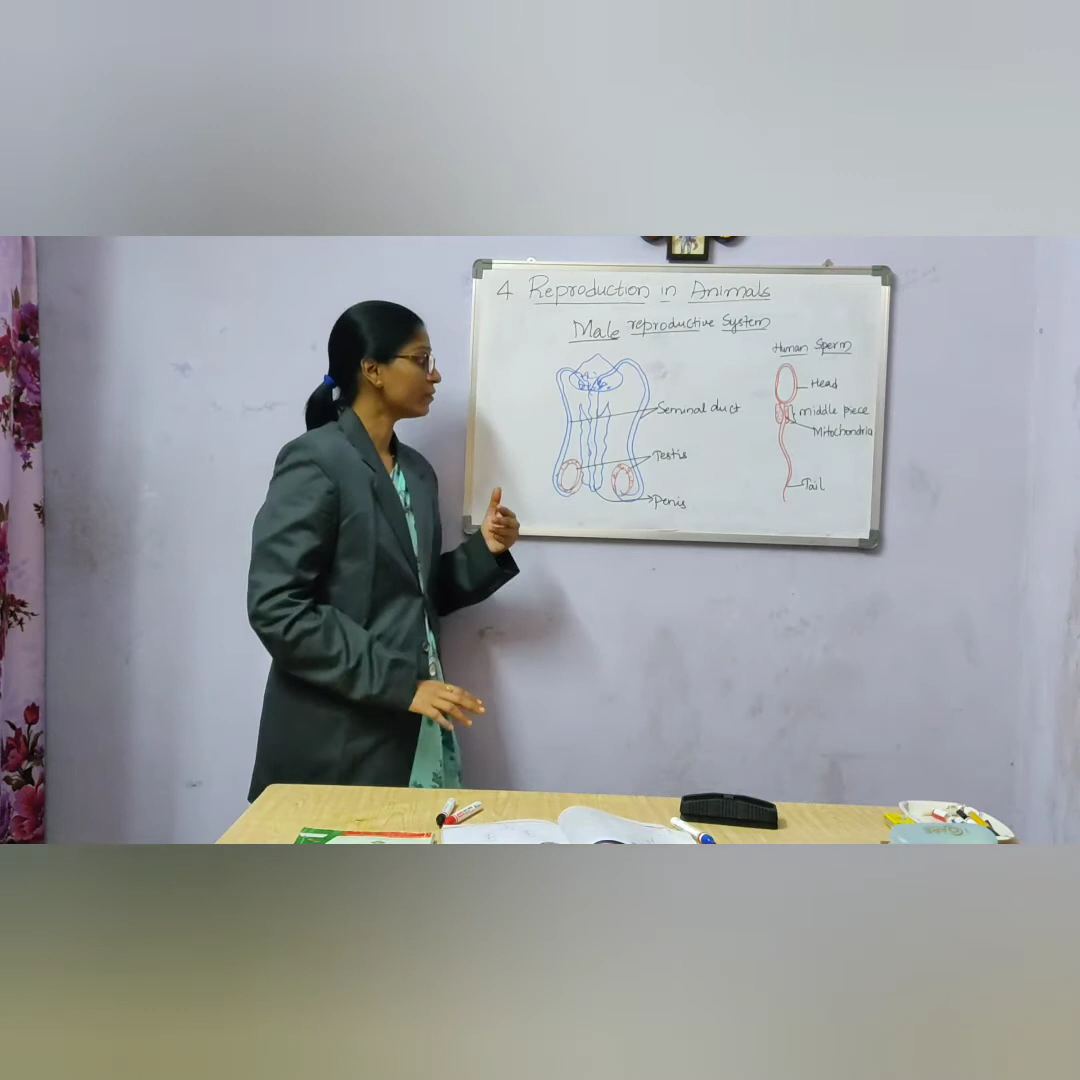 4 Reproduction in Animals
Male reproductive System
Human Sperm
Seminal duct
Testis
Penis
Head
middle piece
Mitochondria
Tail